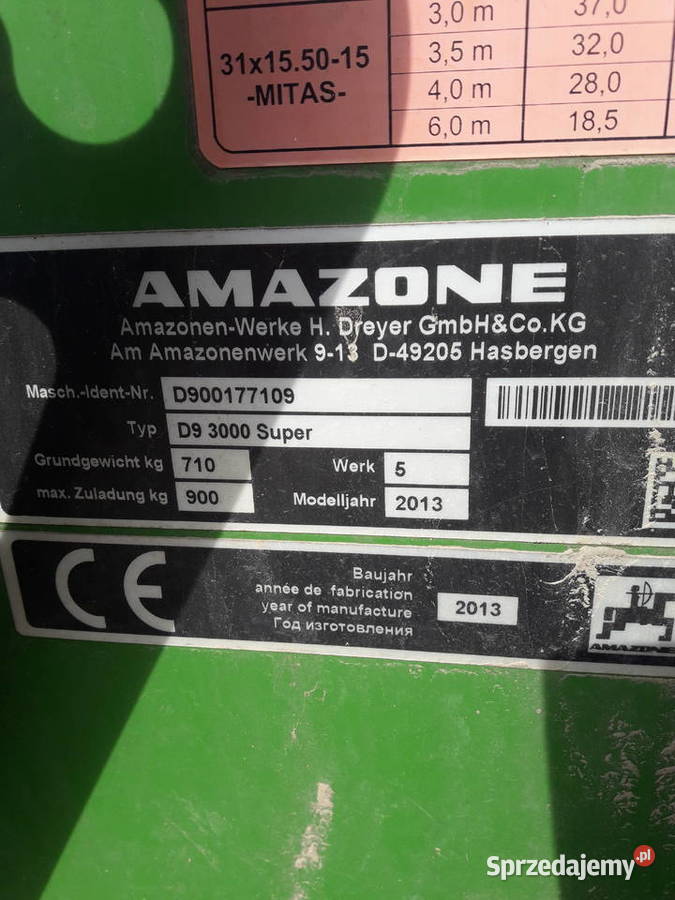 3,0 m 37,0
31x15.50-15 3,5 m 32,0
-MITAS- 4,0 m 28,0
6,0 m 18,5
AMAZONE
Amazonen-Werke H. Dreyer GmbH&Co.KG
Am Amazonenwerk 9-13 D-49205 Hasbergen
Masch.-Ident-Nr. D900177109
Typ D9 3000 Super
Grundgewicht kg 710 Werk 5
max. Zuladung kg 900 Modelljahr 2013
CE
Baujahr
année de fabrication
year of manufacture 2013
Год изготовления
AMAZONE
Sprzedajemy.pl